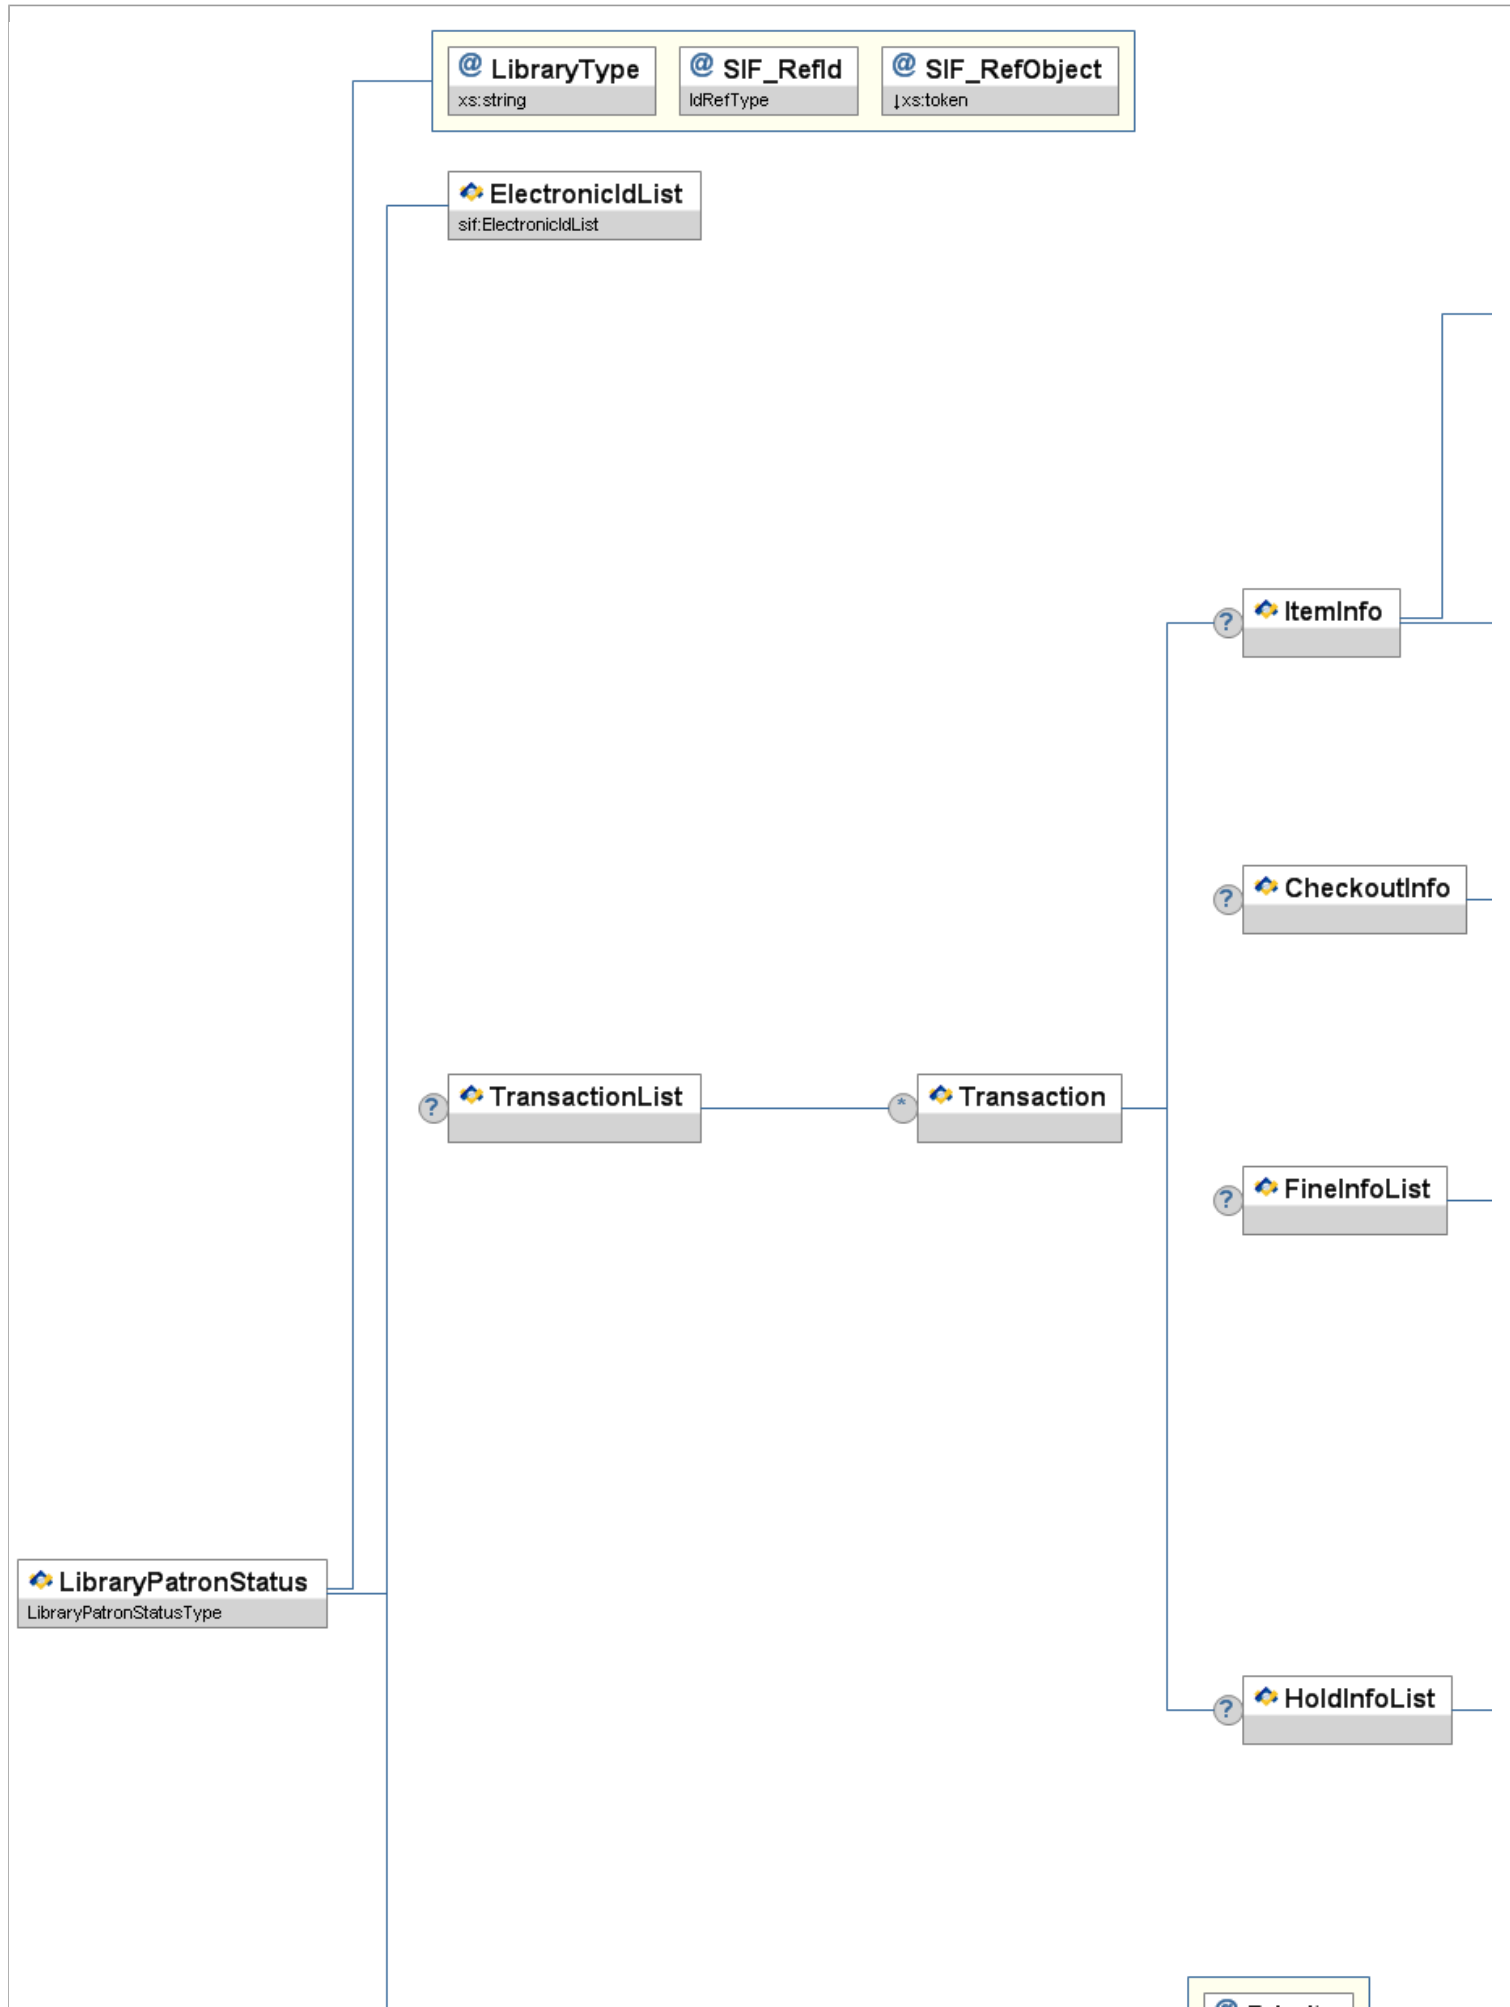 @ LibraryType
xs:string
@ SIF_RefId
IdRefType
@ SIF_RefObject
↓xs:token
ElectronicIdList
sif:ElectronicIdList
? ItemInfo
? CheckoutInfo
? TransactionList
* Transaction
? FineInfoList
LibraryPatronStatus
LibraryPatronStatusType
? HoldInfoList